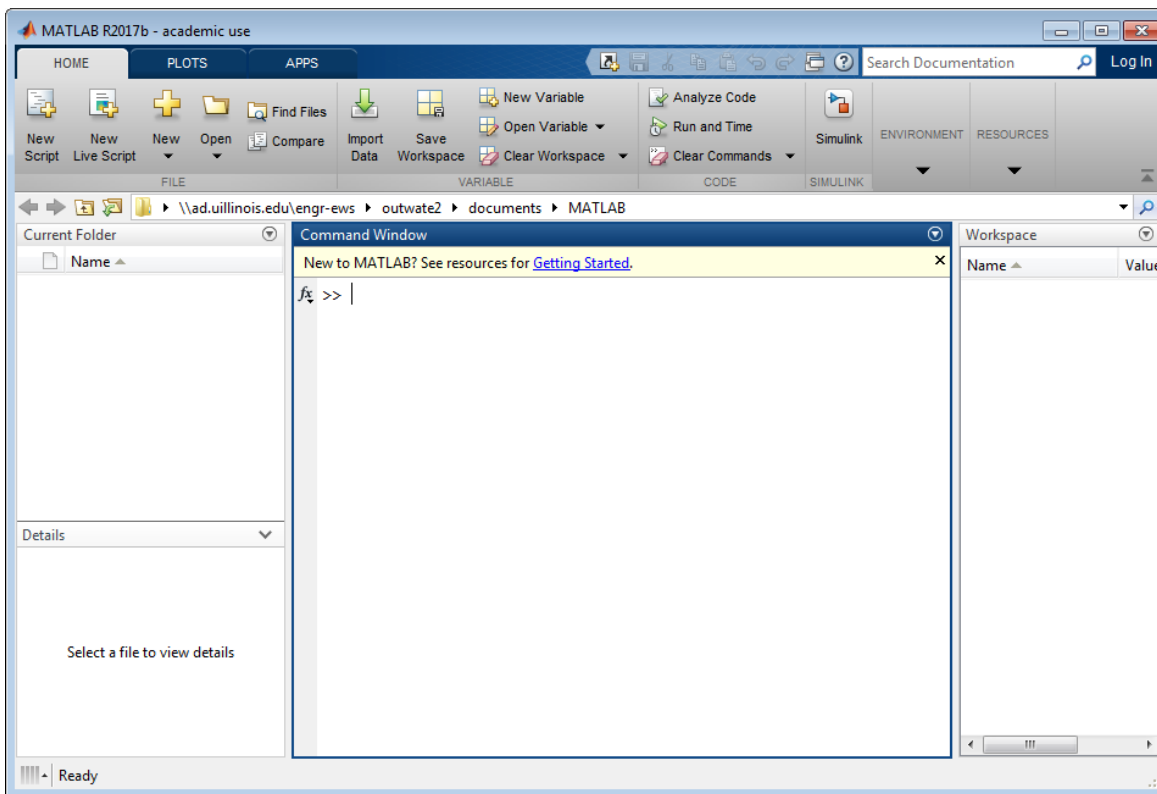 MATLAB R2017b - academic use
HOME PLOTS APPS Search Documentation Log In
New Script New Live Script New Open Find Files Compare Import Data Save Workspace New Variable Open Variable Clear Workspace Analyze Code Run and Time Clear Commands Simulink ENVIRONMENT RESOURCES
FILE VARIABLE CODE SIMULINK
\\ad.uillinois.edu\engr-ews outwate2 documents MATLAB
Current Folder Command Window Workspace
Name New to MATLAB? See resources for Getting Started. Name Value
fx >>
Details
Select a file to view details
Ready